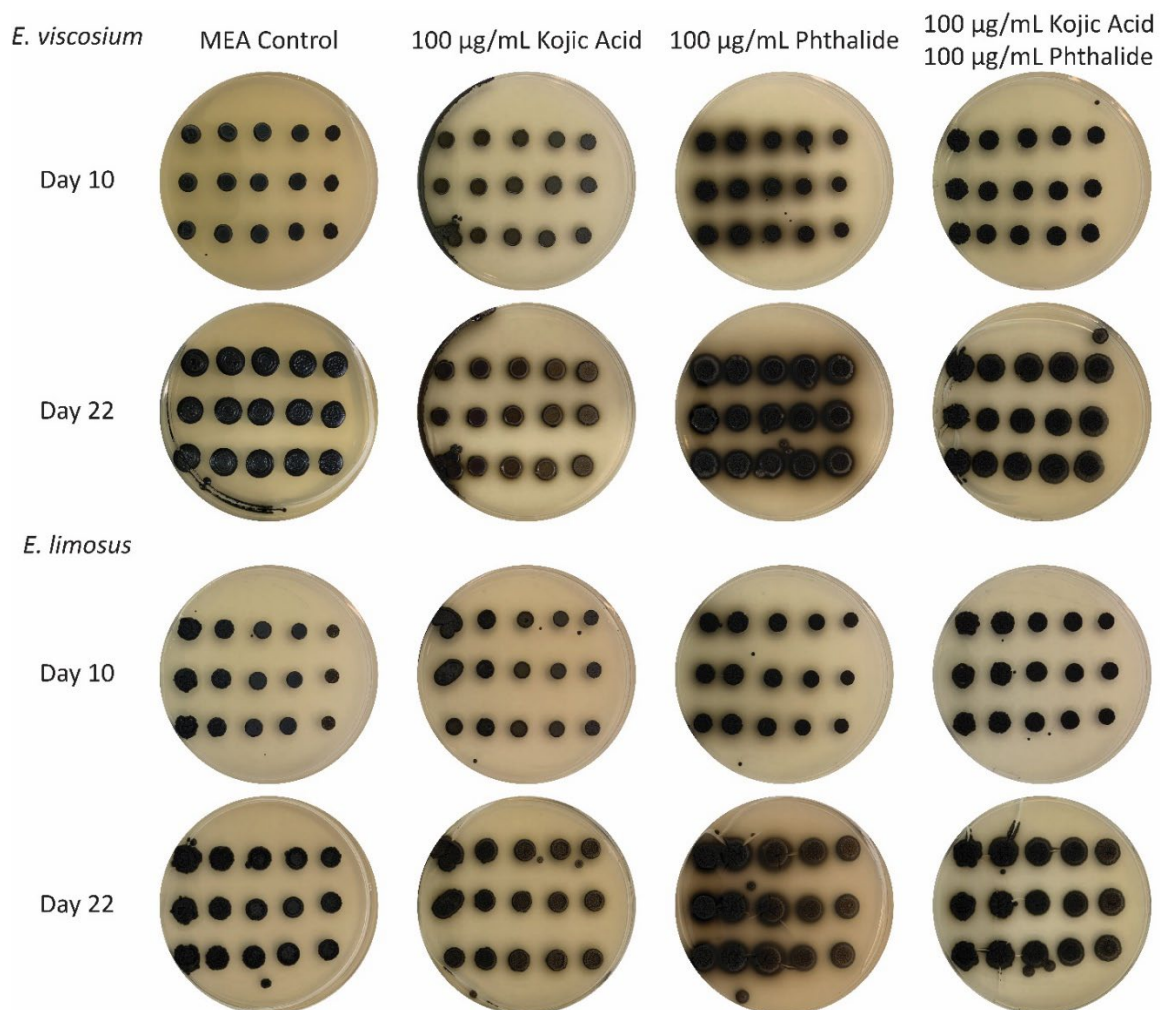 E. viscosium
MEA Control
100 µg/mL Kojic Acid
100 µg/mL Phthalide
100 µg/mL Kojic Acid
100 µg/mL Phthalide
Day 10
Day 22
E. limosus
Day 10
Day 22